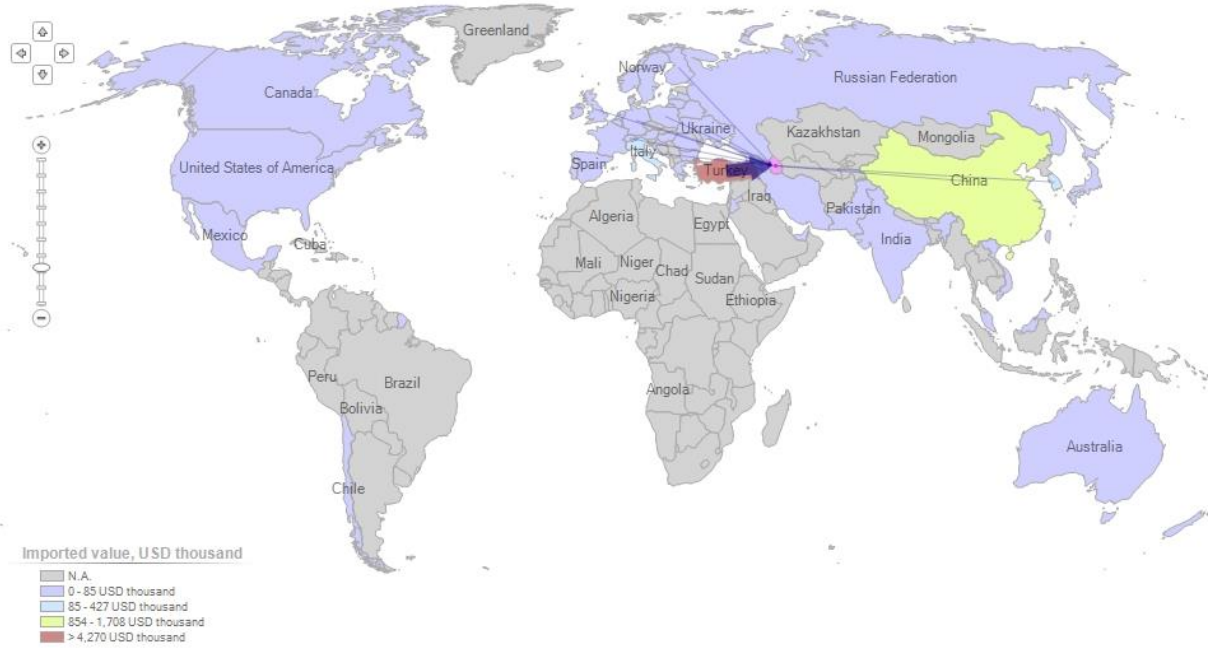 Greenland
Norway
Russian Federation
Canada
Ukraine
Kazakhstan
Mongolia
Italy
United States of America
Spain
Turkey
China
Iraq
Pakistan
Algeria
Egypt
Mexico
Cuba
India
Mali
Niger
Chad
Sudan
Nigeria
Ethiopia
Peru
Brazil
Angola
Bolivia
Australia
Chile
Imported value, USD thousand
N.A.
0 - 85 USD thousand
85 - 427 USD thousand
854 - 1,708 USD thousand
> 4,270 USD thousand